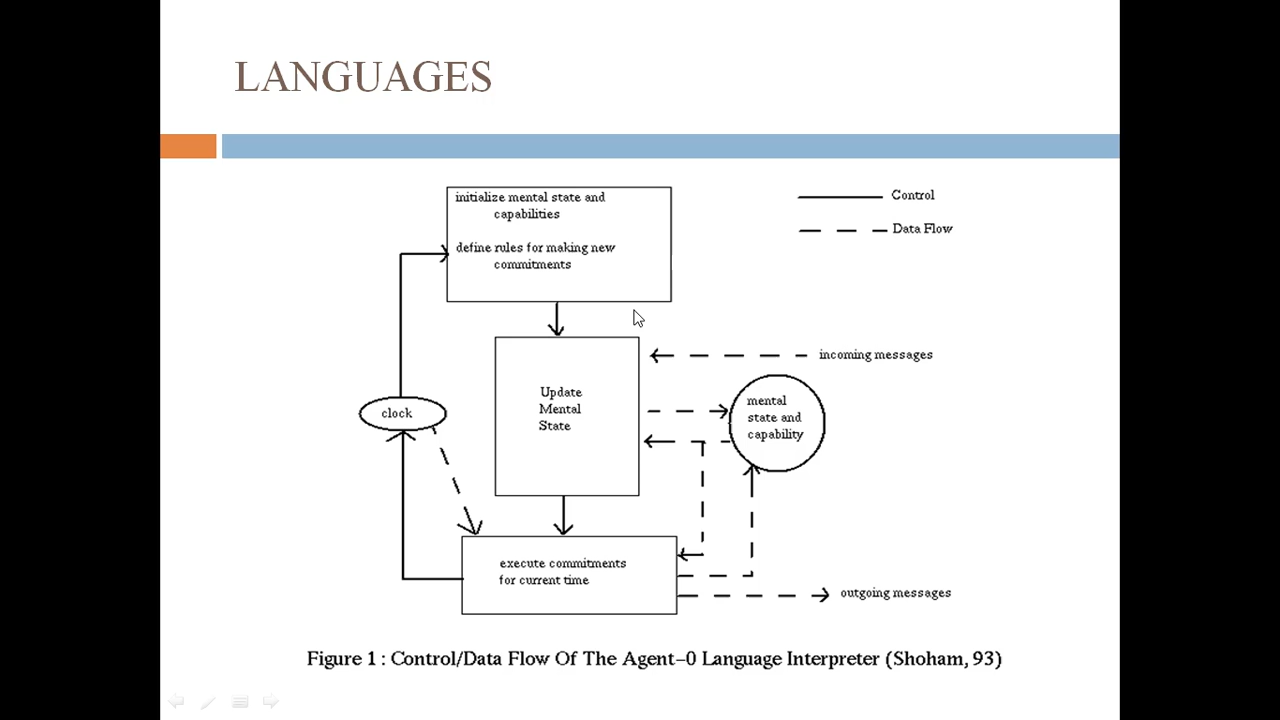 LANGUAGES
initialize mental state and
capabilities
define rules for making new
commitments
Control
Data Flow
incoming messages
Update
Mental
State
mental
state and
capability
clock
execute commitments
for current time
outgoing messages
Figure 1 : Control/Data Flow Of The Agent-0 Language Interpreter (Shoham, 93)